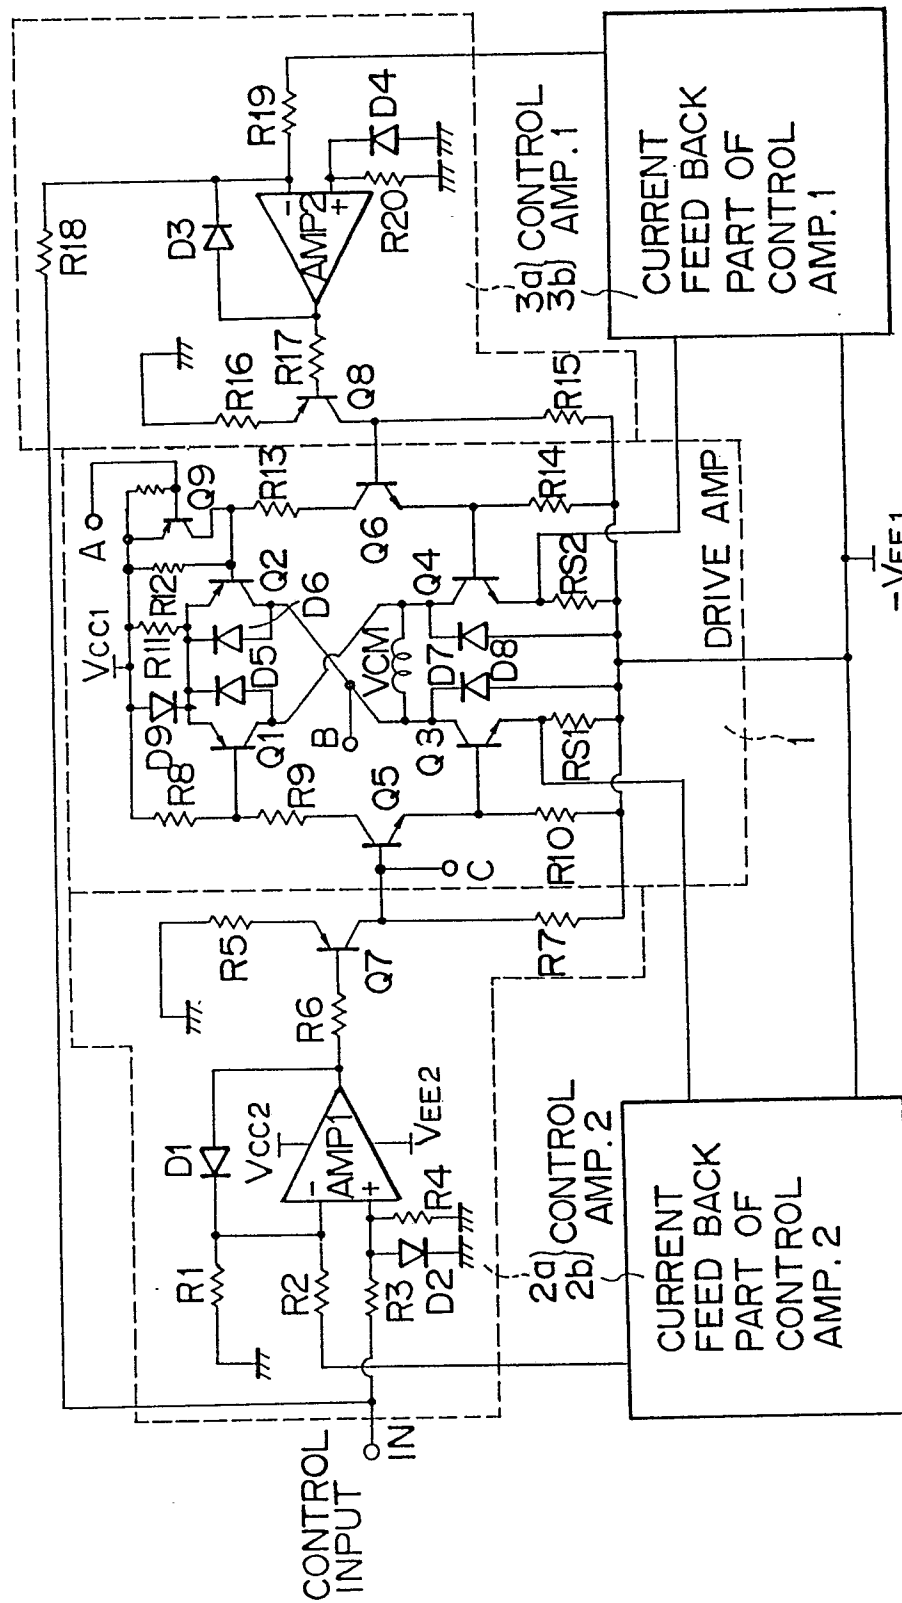 CONTROL
INPUT
IN
R1
R2
R3
D2
R4
D1
VCC2
AMP1
-
+
VEE2
R6
R5
Q7
R7
2a} CONTROL
2b} AMP.2
CURRENT
FEED BACK
PART OF
CONTROL
AMP.2
VCC1
A
R8
D9
R11
R12
Q9
Q1
D5
D6
Q2
R9
R13
B
VCM
Q5
Q3
D7
D8
Q4
Q6
C
R10
RS1
RS2
R14
DRIVE AMP
1
-VEE1
R18
R16
Q8
R15
R17
D3
AMP2
-
+
R19
R20
D4
3a} CONTROL
3b} AMP.1
CURRENT
FEED BACK
PART OF
CONTROL
AMP.1